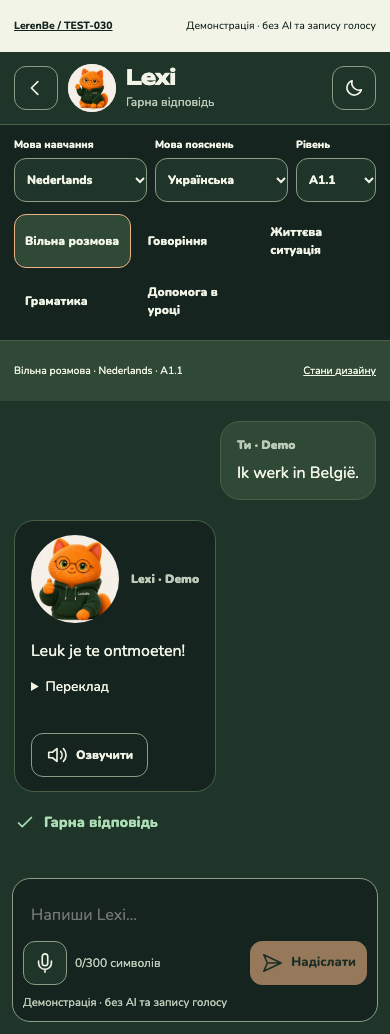 LerenBe / TEST-030
Демонстрація · без AI та запису голосу
Lexi
Гарна відповідь
Мова навчання
Мова пояснень
Рівень
Nederlands
Українська
A1.1
Вільна розмова
Говоріння
Життєва
ситуація
Граматика
Допомога в
уроці
Вільна розмова · Nederlands · A1.1
Стани дизайну
Ти · Demo
Ik werk in België.
Lexi · Demo
Leuk je te ontmoeten!
Переклад
Озвучити
Гарна відповідь
Напиши Lexi...
0/300 символів
Надіслати
Демонстрація · без AI та запису голосу